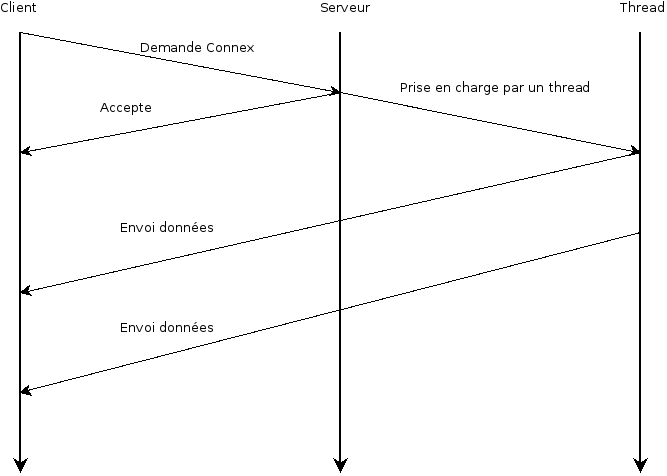 Client
Serveur
Thread
Demande Connex
Prise en charge par un thread
Accepte
Envoi données
Envoi données